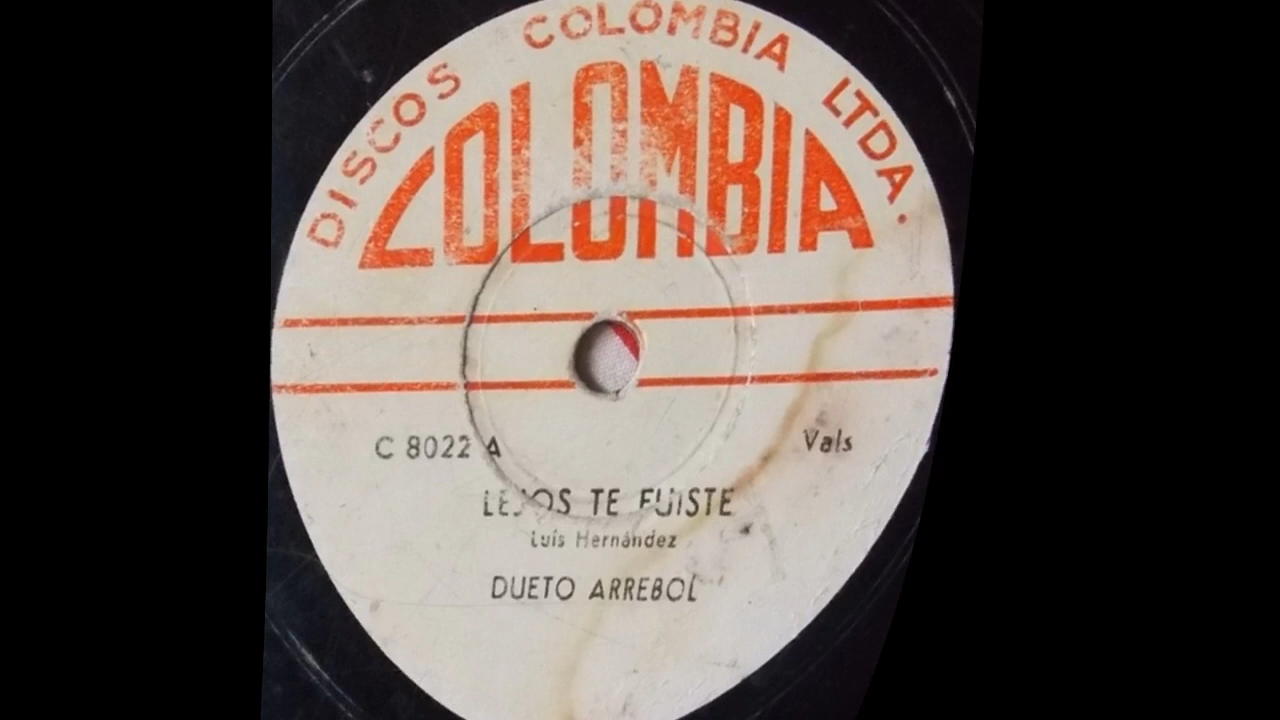 DISCOS COLOMBIA LTDA.
COLOMBIA
C 8022 A
Vals
LEJOS TE FUISTE
Luis Hernández
DUETO ARREBOL